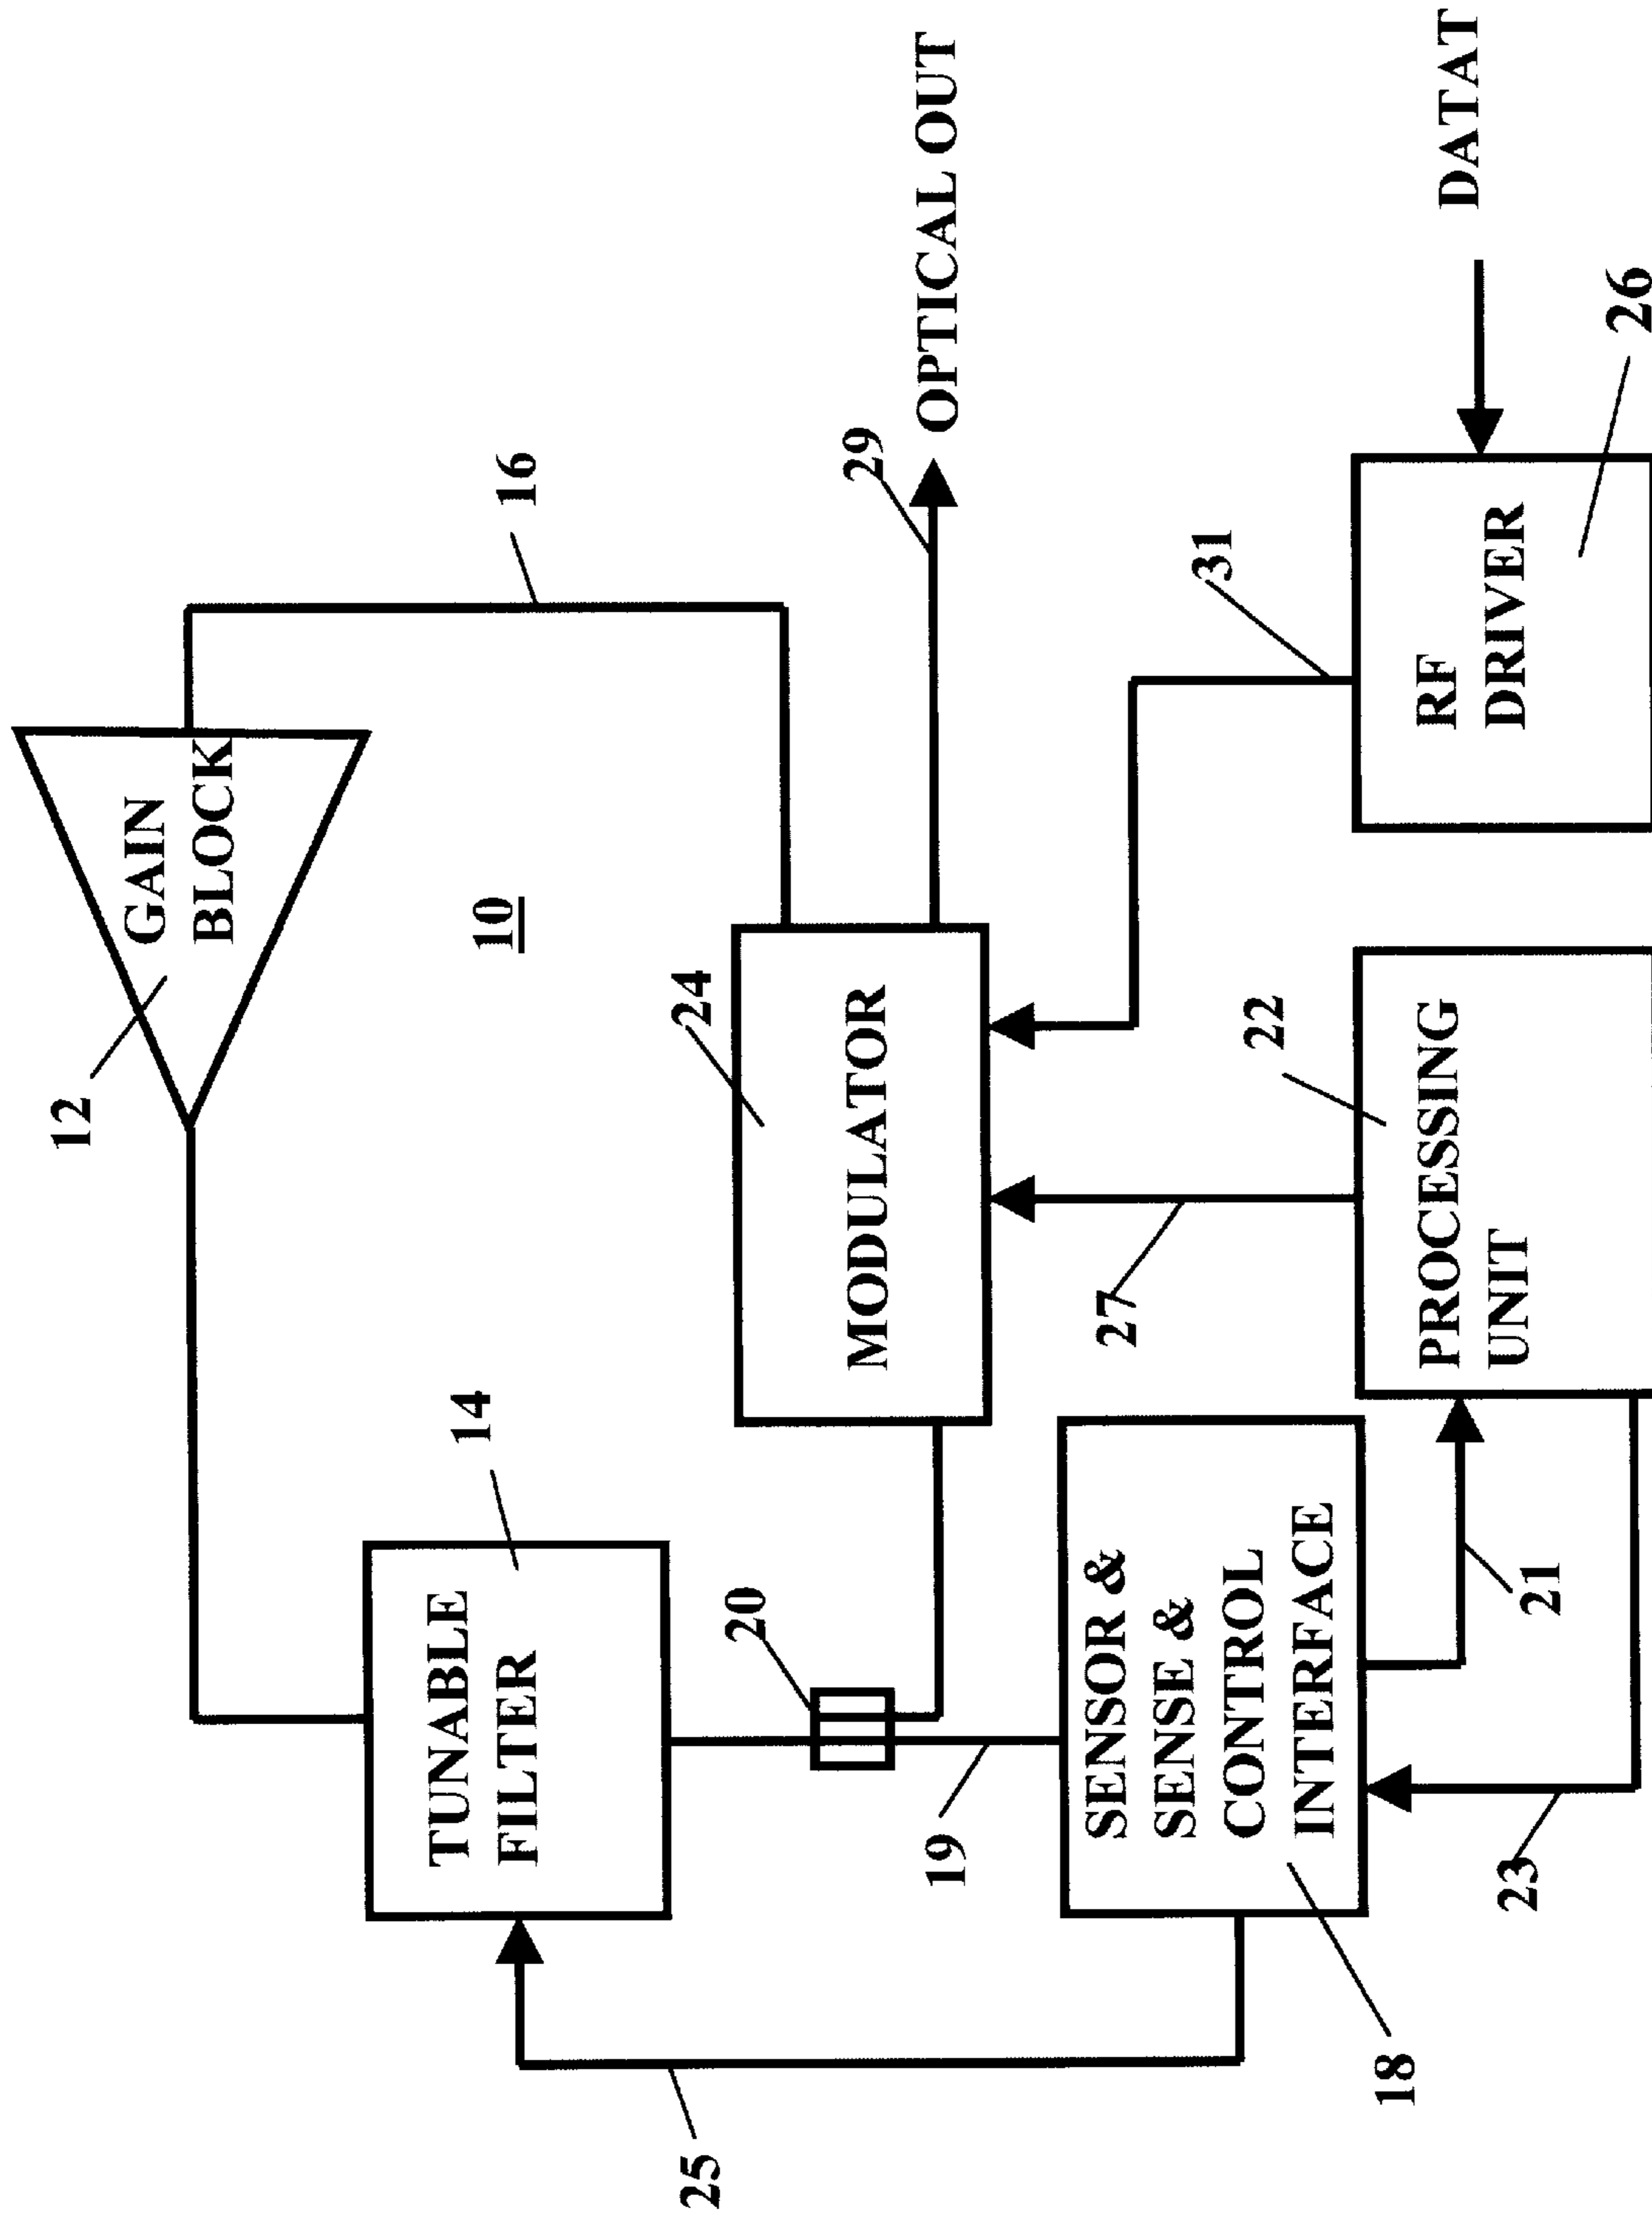 12
GAIN
BLOCK
TUNABLE
FILTER
14
10
16
25
20
24
MODULATOR
29
OPTICAL OUT
19
SENSOR &
SENSE &
CONTROL
INTERFACE
27
31
22
18
PROCESSING
UNIT
RF
DRIVER
DATAT
23
21
26